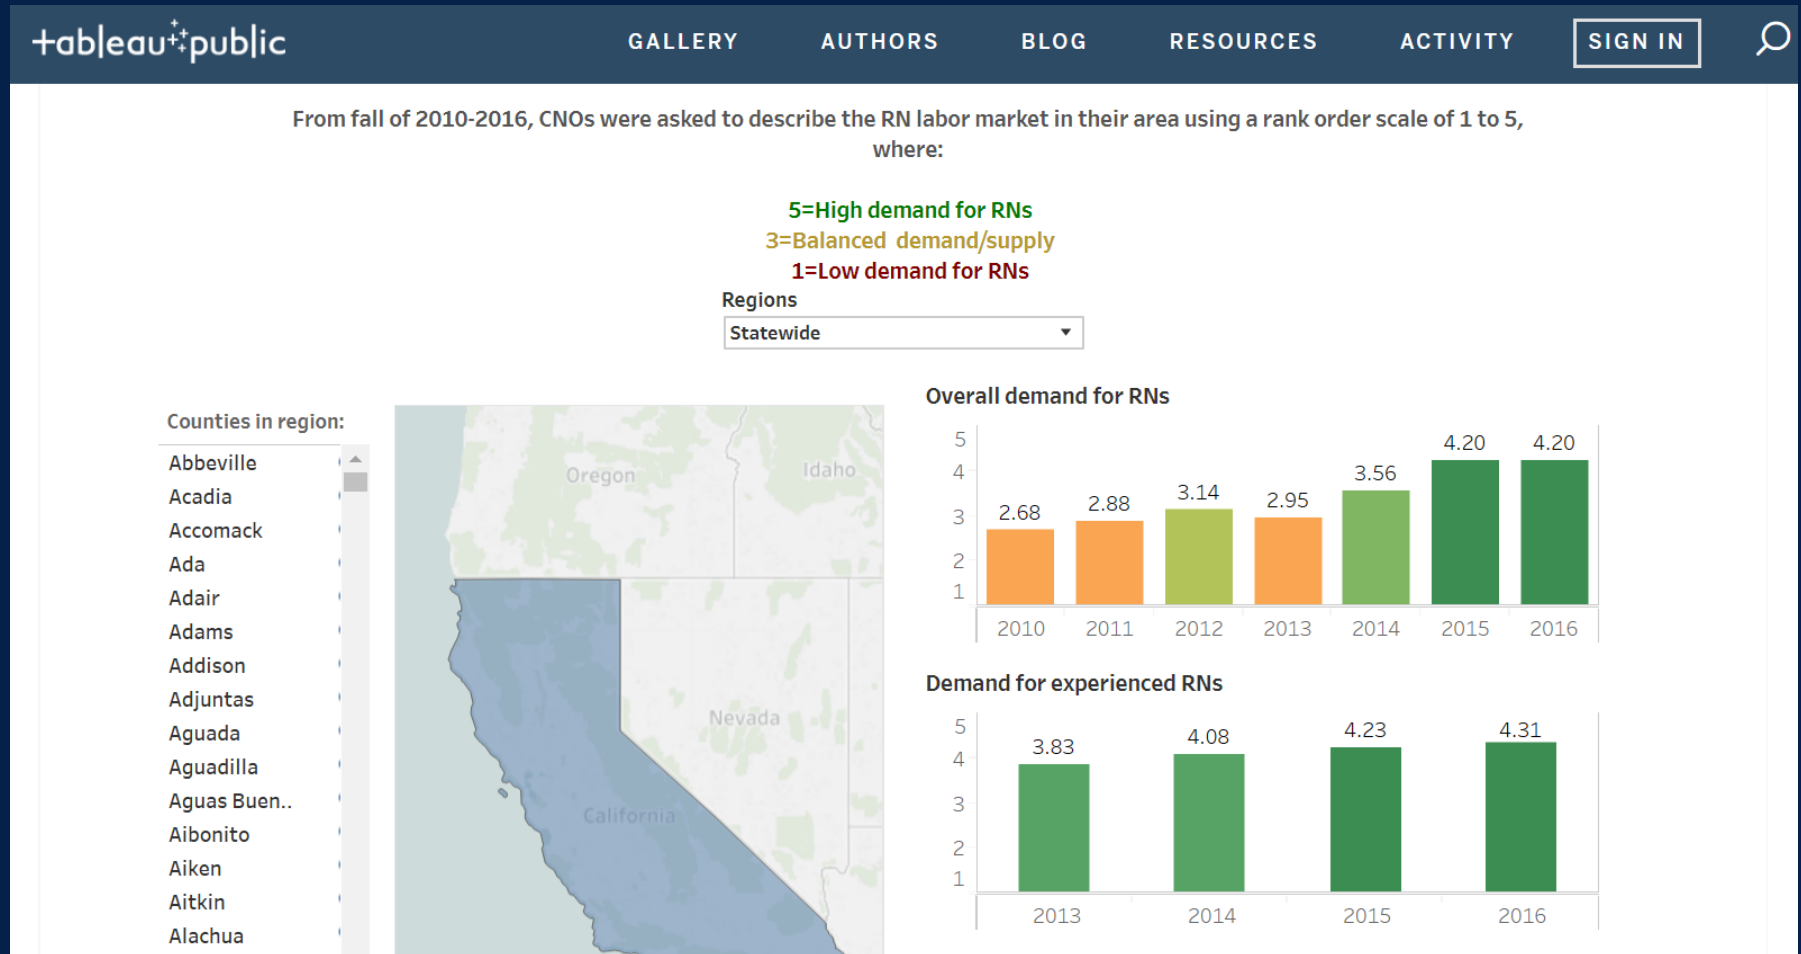 tableau public
GALLERY
AUTHORS
BLOG
RESOURCES
ACTIVITY
SIGN IN
From fall of 2010-2016, CNOs were asked to describe the RN labor market in their area using a rank order scale of 1 to 5,
where:
5=High demand for RNs
3=Balanced demand/supply
1=Low demand for RNs
Regions
Statewide
Counties in region:
Abbeville
Acadia
Accomack
Ada
Adair
Adams
Addison
Adjuntas
Aguada
Aguadilla
Aguas Buen..
Aibonito
Aiken
Aitkin
Alachua
Oregon
Idaho
Nevada
California
Overall demand for RNs
5
4
3
2
1
2.68
2.88
3.14
2.95
3.56
4.20
4.20
2010
2011
2012
2013
2014
2015
2016
Demand for experienced RNs
5
4
3
2
1
3.83
4.08
4.23
4.31
2013
2014
2015
2016